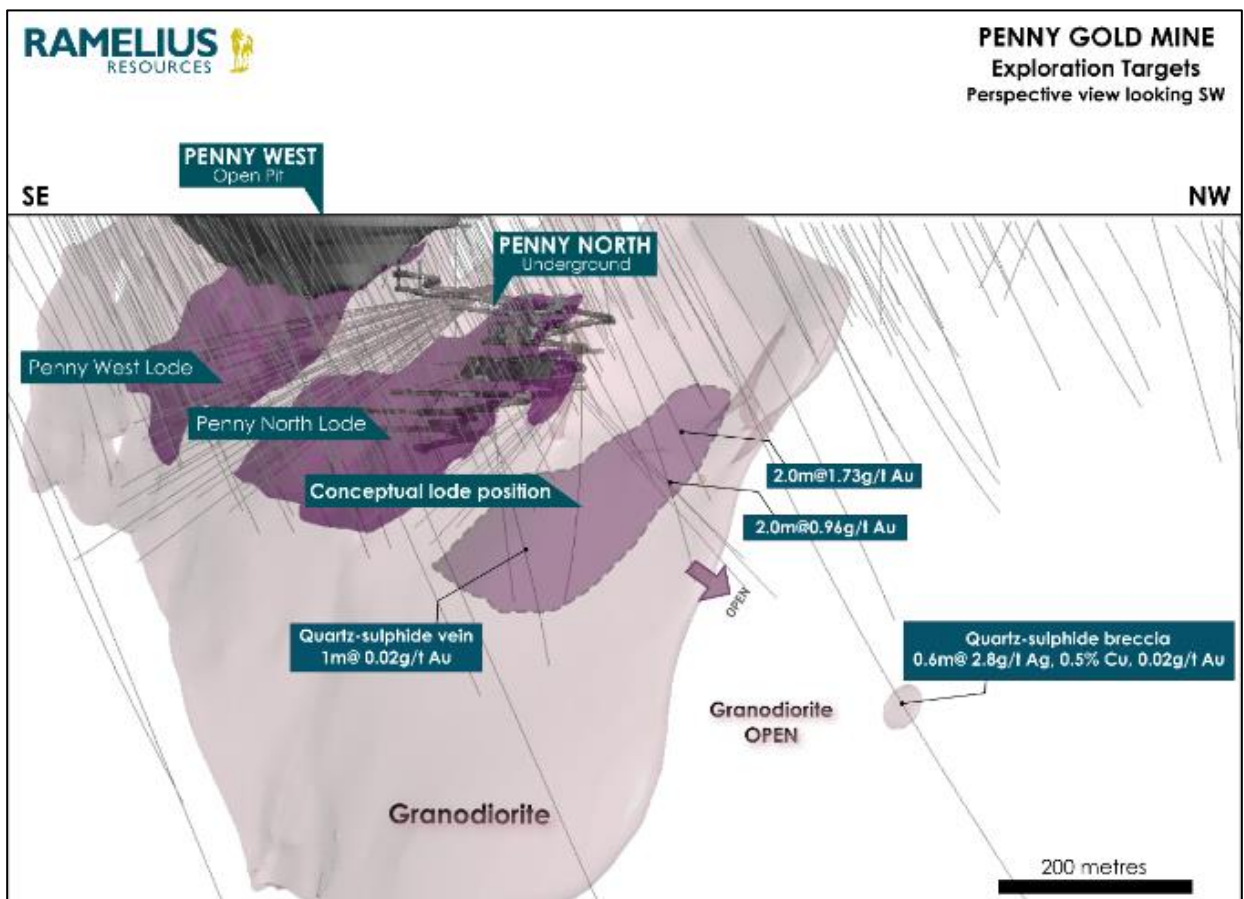 RAMELIUS
RESOURCES
PENNY GOLD MINE
Exploration Targets
Perspective view looking SW
PENNY WEST
Open Pit
SE
NW
PENNY NORTH
Underground
Penny West Lode
Penny North Lode
Conceptual lode position
2.0m@1.73g/t Au
2.0m@0.96g/t Au
OPEN
Quartz-sulphide vein
1m@ 0.02g/t Au
Quartz-sulphide breccia
0.6m@ 2.8g/t Ag, 0.5% Cu, 0.02g/t Au
Granodiorite
OPEN
Granodiorite
200 metres